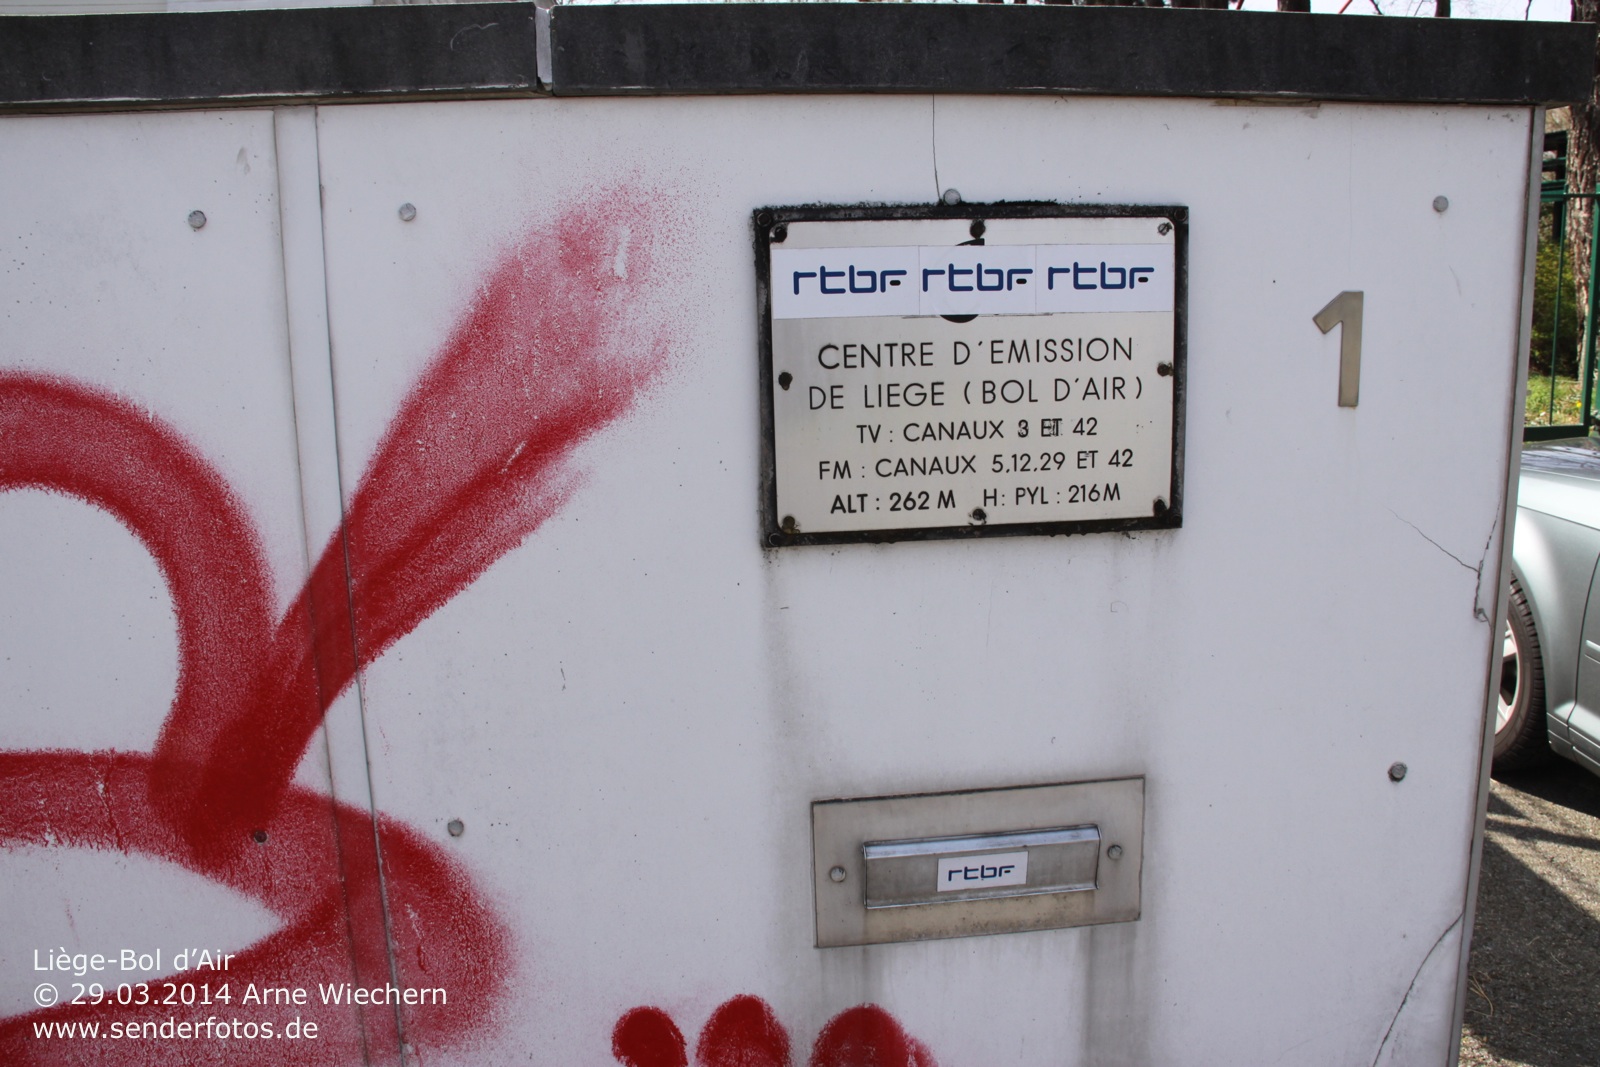 rtbf rtbf rtbf
CENTRE D'EMISSION
DE LIEGE (BOL D'AIR)
TV : CANAUX 3 ET 42
FM : CANAUX 5,12,29 ET 42
ALT : 262 M H: PYL : 216M
1
rtbf
Liège-Bol d’Air
© 29.03.2014 Arne Wiechern
www.senderfotos.de